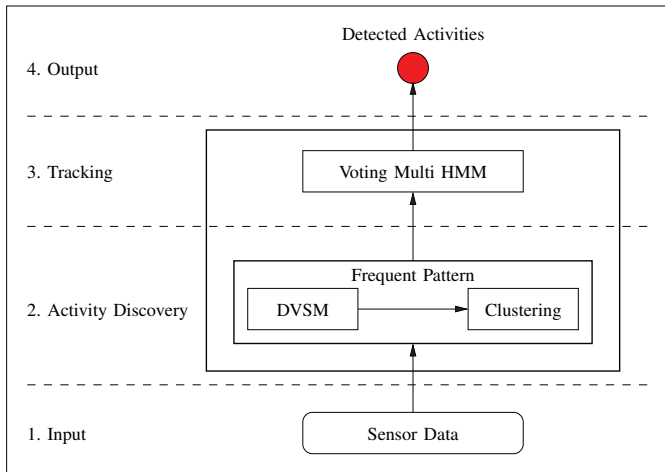 Detected Activities
4. Output
3. Tracking
Voting Multi HMM
Frequent Pattern
2. Activity Discovery
DVSM
Clustering
1. Input
Sensor Data